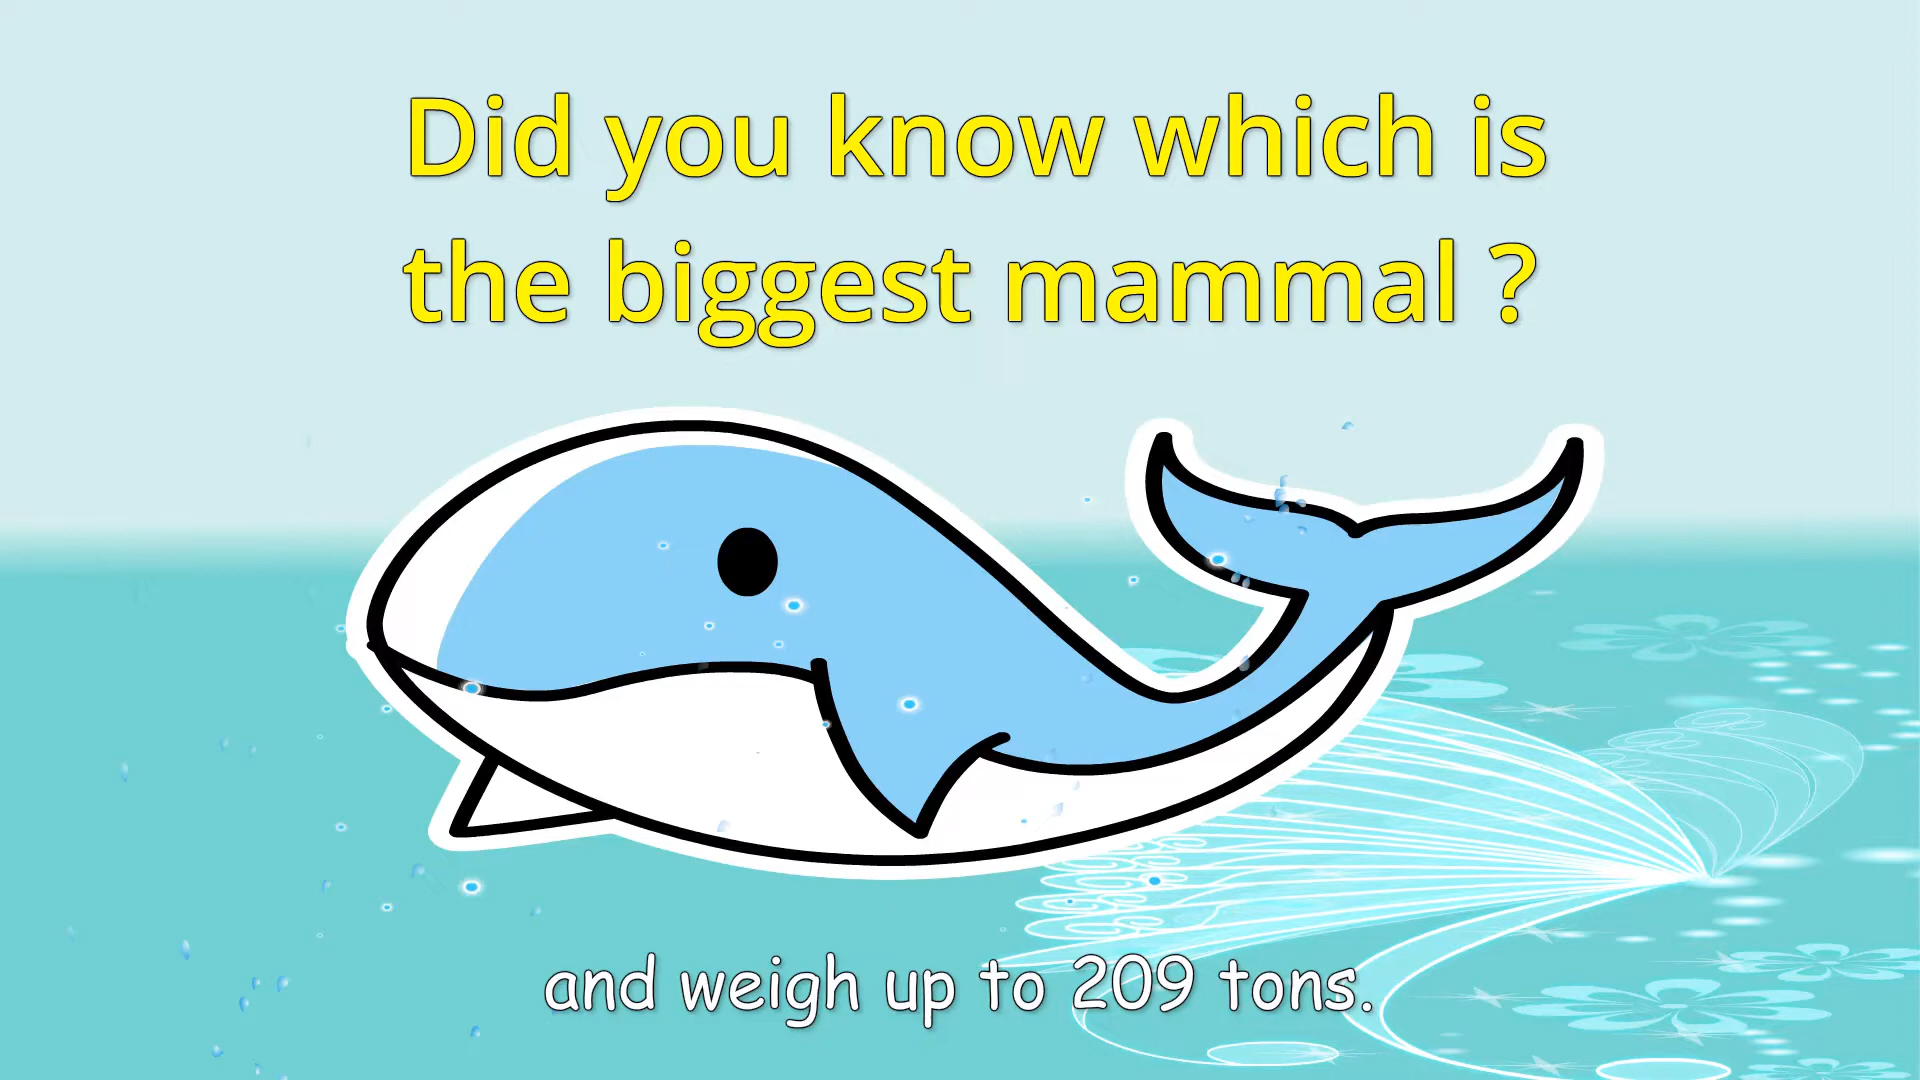 Did you know which is
the biggest mammal ?
and weigh up to 209 tons.